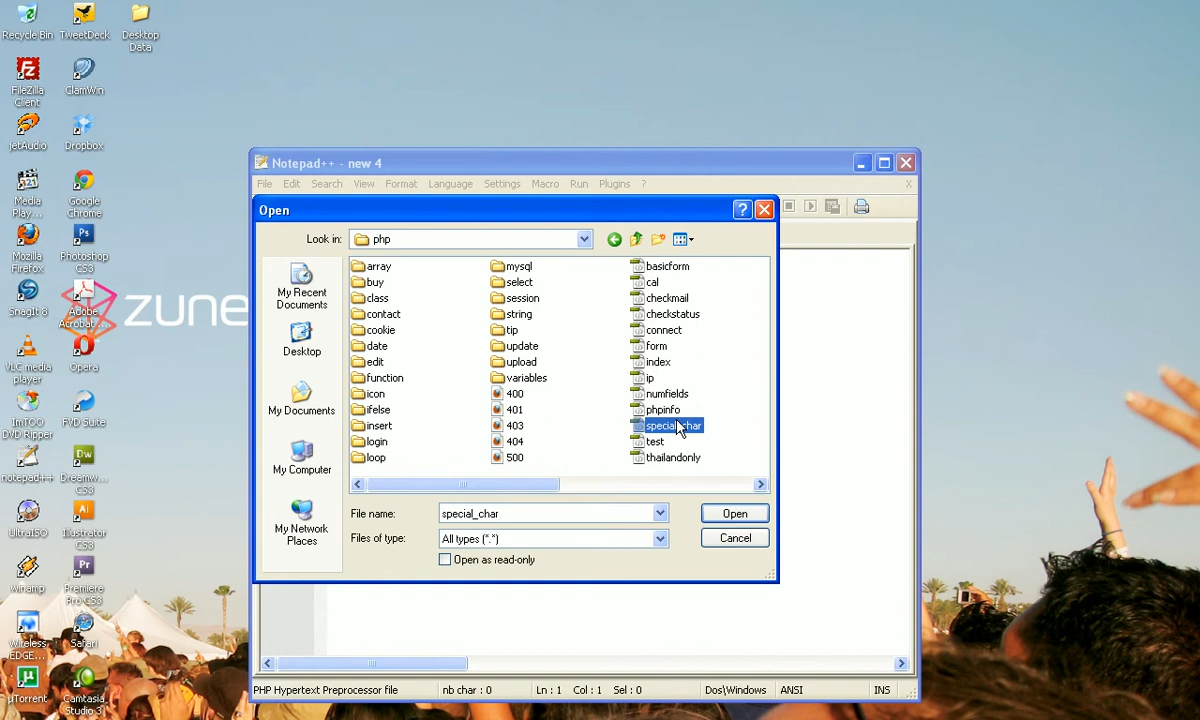 Recycle Bin
TweetDeck
Desktop
Data
FileZilla
Client
ClamWin
jetAudio
Dropbox
Media
Play...
Google
Chrome
Mozilla
Firefox
Photoshop
CS3
SnagIt 8
Adobe
Acrobat ...
VLC media
player
Opera
ImTOO
DVD Ripper
FVD Suite
notepad++
Dreamw...
CS3
UltraISO
Illustrator
CS3
Winamp
Premiere
Pro CS3
Wireless
EDGE...
Safari
µTorrent
Camtasia
Studio 3
zune
Notepad++ - new 4
File Edit Search View Format Language Settings Macro Run Plugins ? X
Open
Look in: php
My Recent
Documents
Desktop
My Documents
My Computer
My Network
Places
array mysql basicform
buy select cal
class session checkmail
contact string checkstatus
cookie tip connect
date update form
edit upload index
function variables ip
icon 400 numfields
ifelse 401 phpinfo
insert 403 special_char
login 404 test
loop 500 thailandonly
File name: special_char Open
Files of type: All types (*.*) Cancel
Open as read-only
PHP Hypertext Preprocessor file nb char : 0 Ln : 1 Col : 1 Sel : 0 Dos\Windows ANSI INS